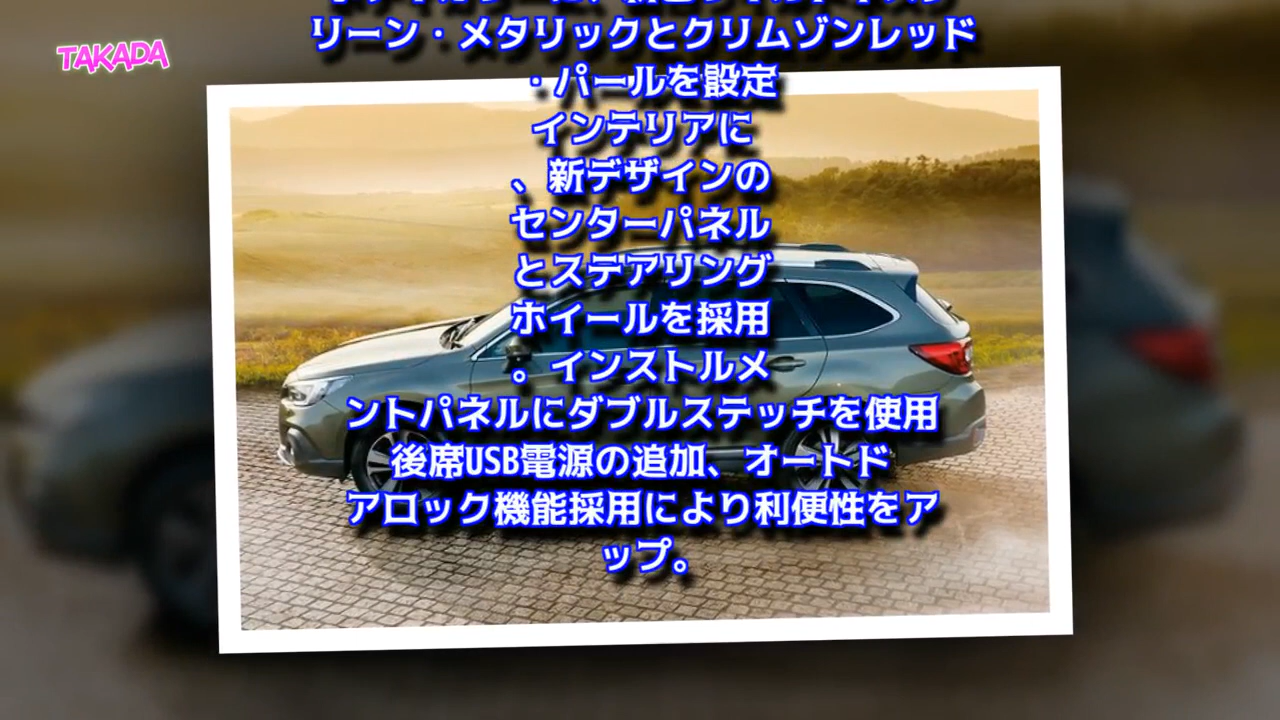 TAKADA
リーン・メタリックとクリムゾンレッド
・パールを設定
インテリアに
、新デザインの
センターパネル
とステアリング
ホイールを採用
。インストルメ
ントパネルにダブルステッチを使用
後席USB電源の追加、オートド
アロック機能採用により利便性をア
ップ。